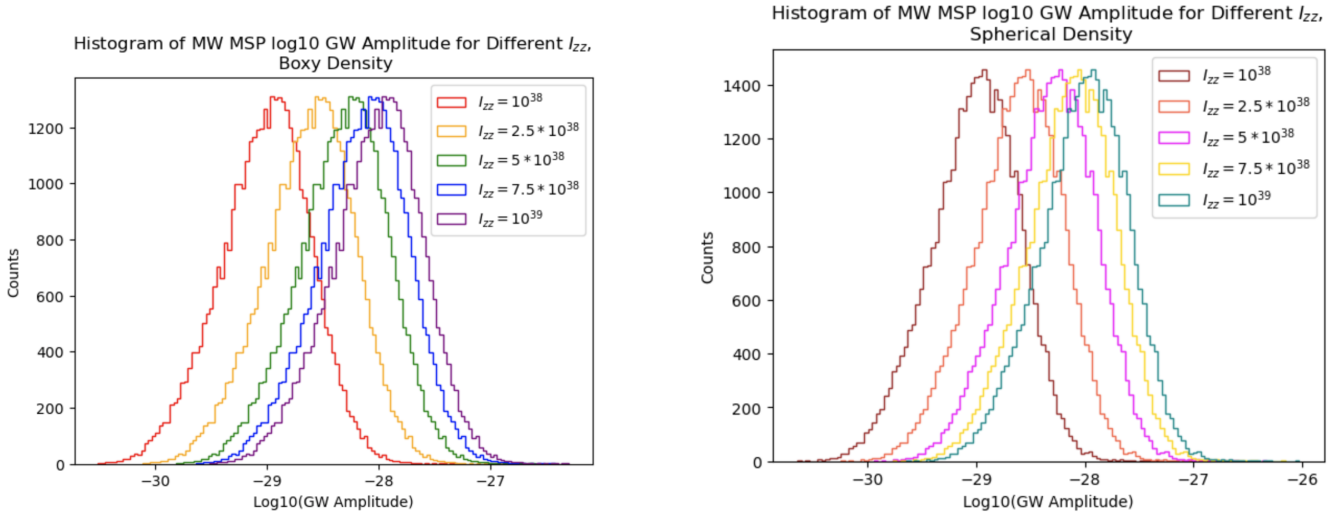 Histogram of MW MSP log10 GW Amplitude for Different I_zz,
Boxy Density
Counts
1200
1000
800
600
400
200
0
I_zz = 10^38
I_zz = 2.5 * 10^38
I_zz = 5 * 10^38
I_zz = 7.5 * 10^38
I_zz = 10^39
−30
−29
−28
−27
Log10(GW Amplitude)
Histogram of MW MSP log10 GW Amplitude for Different I_zz,
Spherical Density
Counts
1400
1200
1000
800
600
400
200
0
I_zz = 10^38
I_zz = 2.5 * 10^38
I_zz = 5 * 10^38
I_zz = 7.5 * 10^38
I_zz = 10^39
−30
−29
−28
−27
−26
Log10(GW Amplitude)